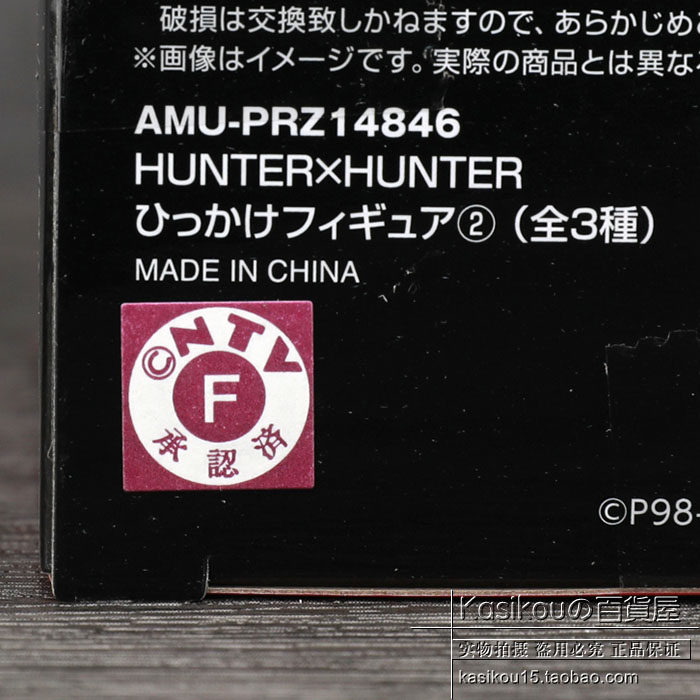 破損は交換致しかねますので、あらかじめ
※画像はイメージです。実際の商品とは異な
AMU-PRZ14846
HUNTER×HUNTER
ひっかけフィギュア②（全3種）
MADE IN CHINA
©NTV
F
承認済
©P98-
Kasikouの百貨屋
实物拍摄 盗用必究 正品保证
kasikou15.taobao.com